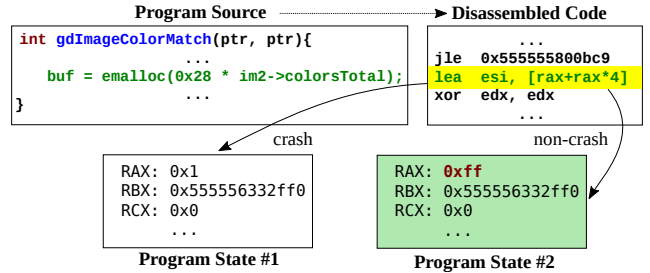 Program Source
Disassembled Code
int gdImageColorMatch(ptr, ptr){
...
buf = emalloc(0x28 * im2->colorsTotal);
...
}
...
jle 0x555555800bc9
lea esi, [rax+rax*4]
xor edx, edx
...
crash
non-crash
RAX: 0x1
RBX: 0x555556332ff0
RCX: 0x0
...
Program State #1
RAX: 0xff
RBX: 0x555556332ff0
RCX: 0x0
...
Program State #2